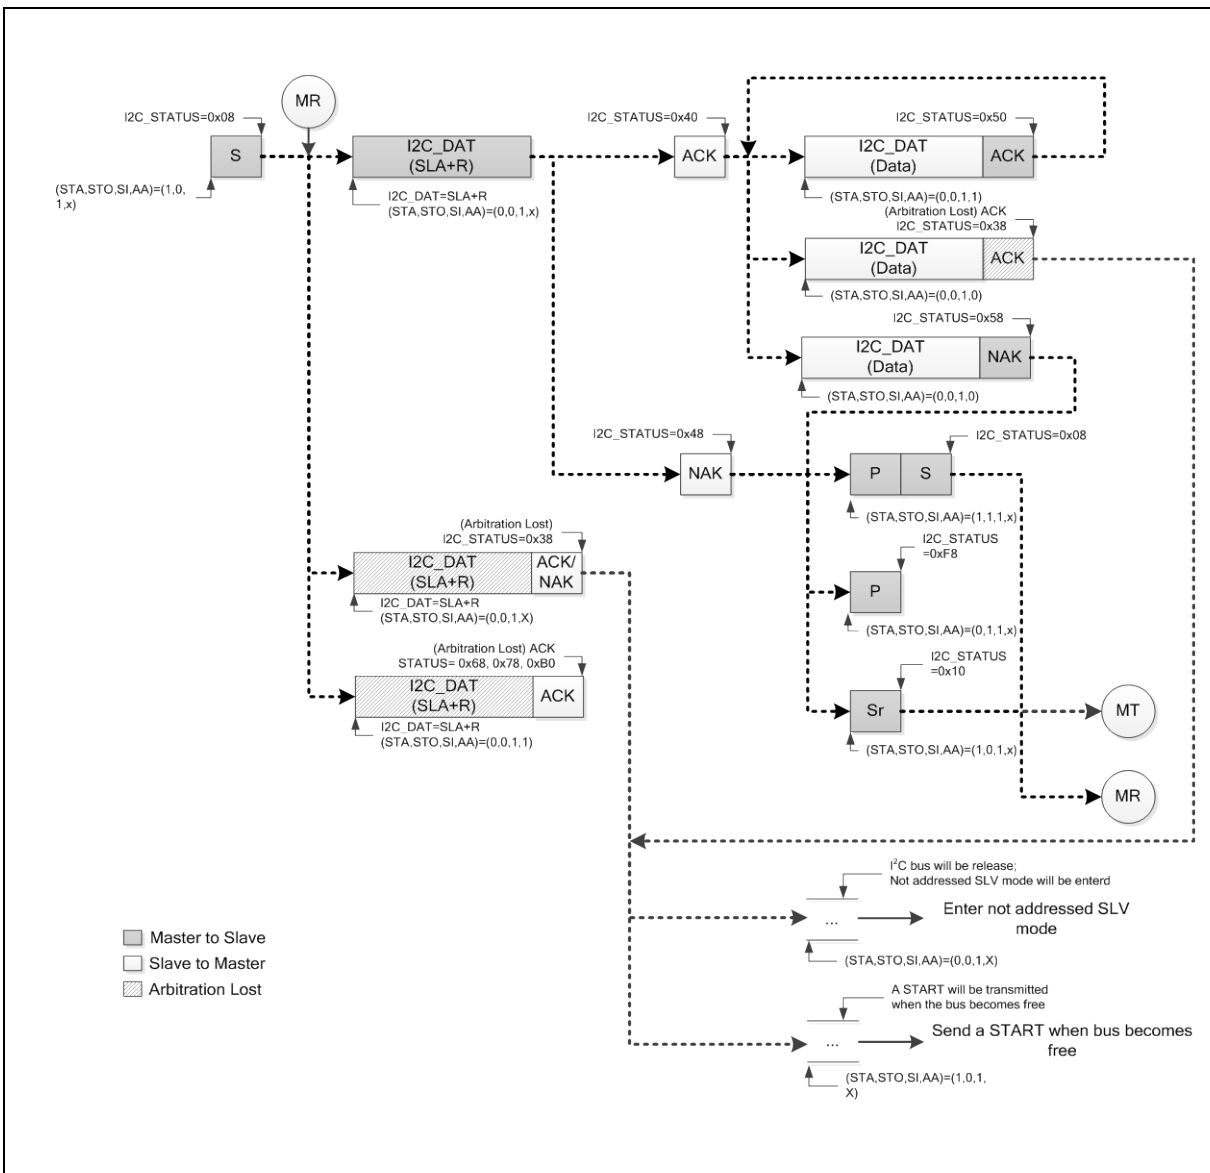 MR
I2C_STATUS=0x08
S
(STA,STO,SI,AA)=(1,0,
1,x)
I2C_DAT
(SLA+R)
I2C_DAT=SLA+R
(STA,STO,SI,AA)=(0,0,1,x)
I2C_STATUS=0x40
ACK
I2C_STATUS=0x50
I2C_DAT
(Data)
ACK
(STA,STO,SI,AA)=(0,0,1,1)
(Arbitration Lost) ACK
I2C_STATUS=0x38
I2C_DAT
(Data)
ACK
(STA,STO,SI,AA)=(0,0,1,0)
I2C_STATUS=0x58
I2C_DAT
(Data)
NAK
(STA,STO,SI,AA)=(0,0,1,0)
I2C_STATUS=0x48
NAK
I2C_STATUS=0x08
P
S
(STA,STO,SI,AA)=(1,1,1,x)
I2C_STATUS
=0xF8
P
(STA,STO,SI,AA)=(0,1,1,x)
I2C_STATUS
=0x10
Sr
(STA,STO,SI,AA)=(1,0,1,x)
MT
MR
(Arbitration Lost)
I2C_STATUS=0x38
I2C_DAT
(SLA+R)
ACK/
NAK
I2C_DAT=SLA+R
(STA,STO,SI,AA)=(0,0,1,X)
(Arbitration Lost) ACK
STATUS= 0x68, 0x78, 0xB0
I2C_DAT
(SLA+R)
ACK
I2C_DAT=SLA+R
(STA,STO,SI,AA)=(0,0,1,1)
I²C bus will be release;
Not addressed SLV mode will be enterd
...
Enter not addressed SLV
mode
(STA,STO,SI,AA)=(0,0,1,X)
A START will be transmitted
when the bus becomes free
...
Send a START when bus becomes
free
(STA,STO,SI,AA)=(1,0,1,
X)
Master to Slave
Slave to Master
Arbitration Lost